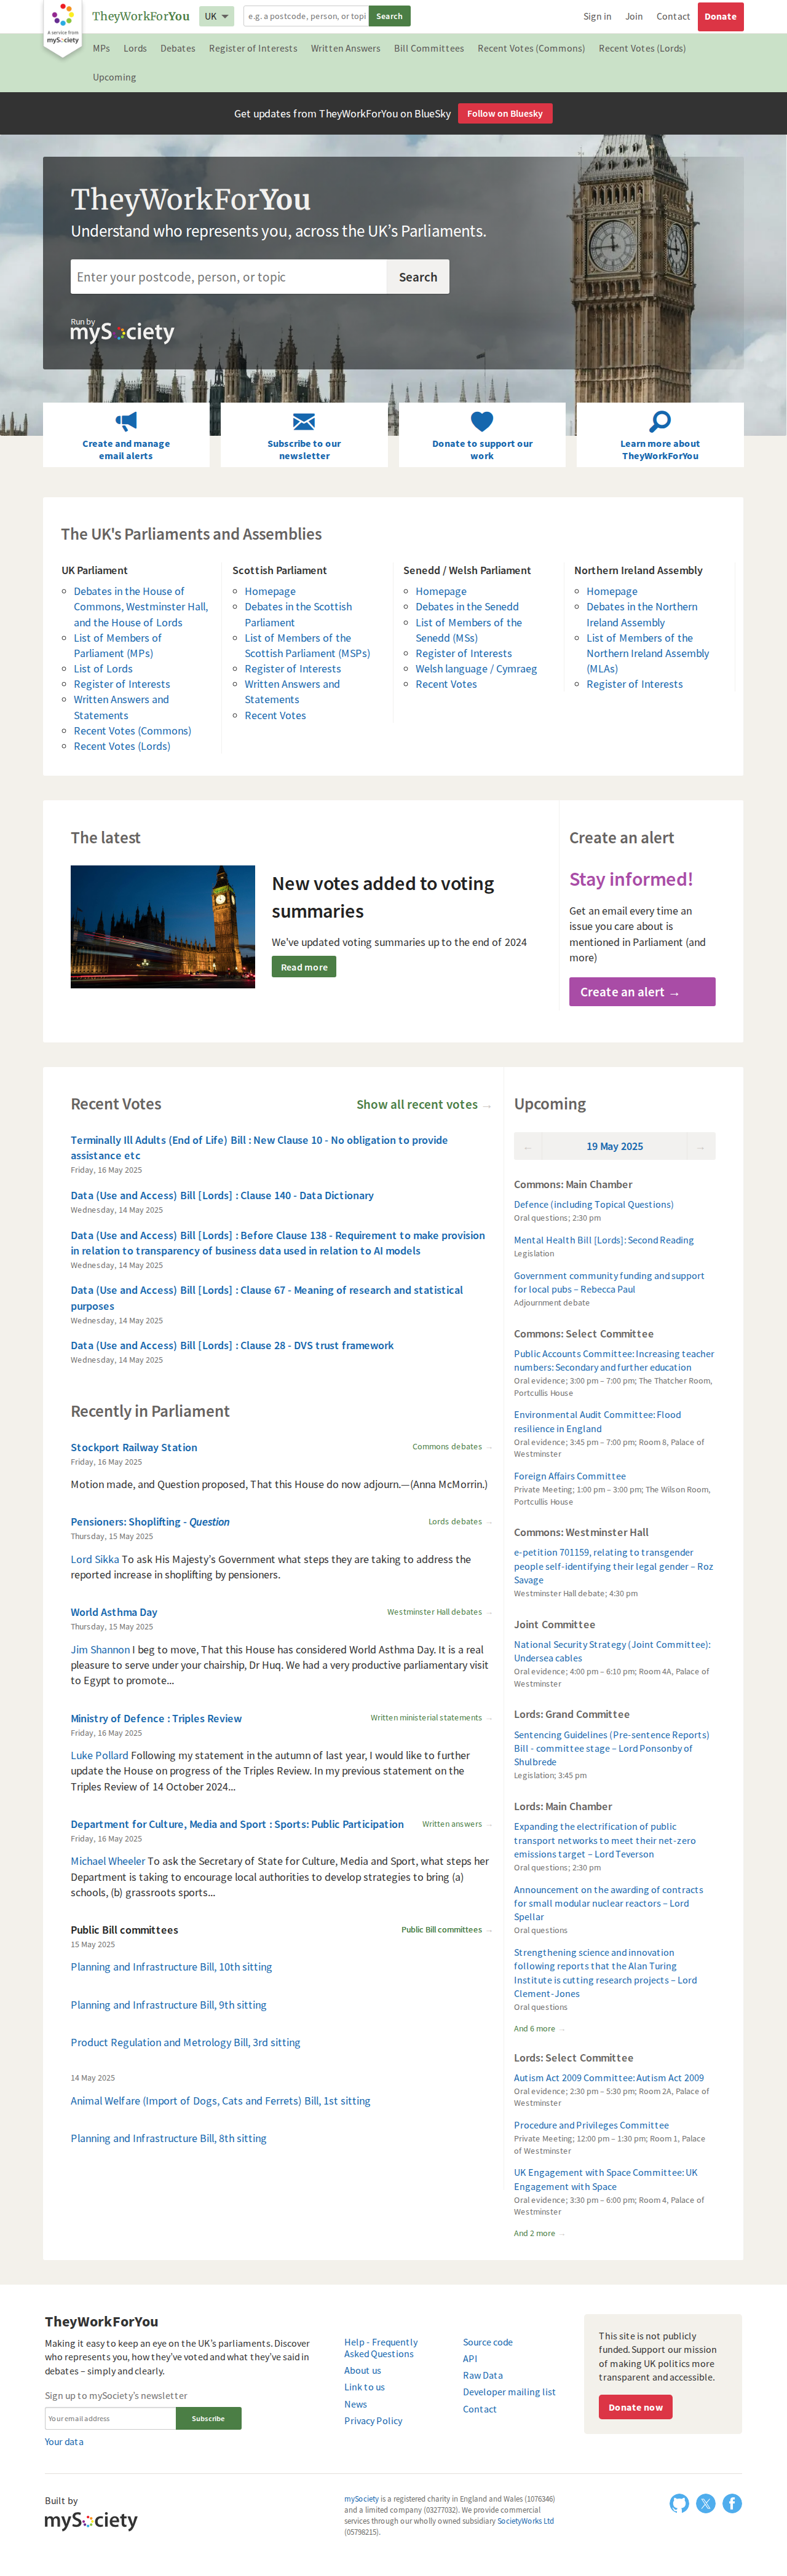 A service from
mySociety
TheyWorkForYou
UK
e.g. a postcode, person, or topi
Search
Sign in
Join
Contact
Donate
MPs
Lords
Debates
Register of Interests
Written Answers
Bill Committees
Recent Votes (Commons)
Recent Votes (Lords)
Upcoming
Get updates from TheyWorkForYou on BlueSky
Follow on Bluesky
TheyWorkForYou
Understand who represents you, across the UK's Parliaments.
Enter your postcode, person, or topic
Search
Run by
mySociety
Create and manage
email alerts
Subscribe to our
newsletter
Donate to support our
work
Learn more about
TheyWorkForYou
The UK's Parliaments and Assemblies
UK Parliament
Debates in the House of
Commons, Westminster Hall,
and the House of Lords
List of Members of
Parliament (MPs)
List of Lords
Register of Interests
Written Answers and
Statements
Recent Votes (Commons)
Recent Votes (Lords)
Scottish Parliament
Homepage
Debates in the Scottish
Parliament
List of Members of the
Scottish Parliament (MSPs)
Register of Interests
Written Answers and
Statements
Recent Votes
Senedd / Welsh Parliament
Homepage
Debates in the Senedd
List of Members of the
Senedd (MSs)
Register of Interests
Welsh language / Cymraeg
Recent Votes
Northern Ireland Assembly
Homepage
Debates in the Northern
Ireland Assembly
List of Members of the
Northern Ireland Assembly
(MLAs)
Register of Interests
The latest
New votes added to voting
summaries
We've updated voting summaries up to the end of 2024
Read more
Create an alert
Stay informed!
Get an email every time an
issue you care about is
mentioned in Parliament (and
more)
Create an alert →
Recent Votes
Show all recent votes →
Terminally Ill Adults (End of Life) Bill : New Clause 10 - No obligation to provide
assistance etc
Friday, 16 May 2025
Data (Use and Access) Bill [Lords] : Clause 140 - Data Dictionary
Wednesday, 14 May 2025
Data (Use and Access) Bill [Lords] : Before Clause 138 - Requirement to make provision
in relation to transparency of business data used in relation to AI models
Wednesday, 14 May 2025
Data (Use and Access) Bill [Lords] : Clause 67 - Meaning of research and statistical
purposes
Wednesday, 14 May 2025
Data (Use and Access) Bill [Lords] : Clause 28 - DVS trust framework
Wednesday, 14 May 2025
Recently in Parliament
Stockport Railway Station
Commons debates →
Friday, 16 May 2025
Motion made, and Question proposed, That this House do now adjourn.—(Anna McMorrin.)
Pensioners: Shoplifting - Question
Lords debates →
Thursday, 15 May 2025
Lord Sikka To ask His Majesty's Government what steps they are taking to address the
reported increase in shoplifting by pensioners.
World Asthma Day
Westminster Hall debates →
Thursday, 15 May 2025
Jim Shannon I beg to move, That this House has considered World Asthma Day. It is a real
pleasure to serve under your chairship, Dr Huq. We had a very productive parliamentary visit
to Egypt to promote...
Ministry of Defence : Triples Review
Written ministerial statements →
Friday, 16 May 2025
Luke Pollard Following my statement in the autumn of last year, I would like to further
update the House on progress of the Triples Review. In my previous statement on the
Triples Review of 14 October 2024...
Department for Culture, Media and Sport : Sports: Public Participation
Written answers →
Friday, 16 May 2025
Michael Wheeler To ask the Secretary of State for Culture, Media and Sport, what steps her
Department is taking to encourage local authorities to develop strategies to bring (a)
schools, (b) grassroots sports...
Public Bill committees
Public Bill committees →
15 May 2025
Planning and Infrastructure Bill, 10th sitting
Planning and Infrastructure Bill, 9th sitting
Product Regulation and Metrology Bill, 3rd sitting
14 May 2025
Animal Welfare (Import of Dogs, Cats and Ferrets) Bill, 1st sitting
Planning and Infrastructure Bill, 8th sitting
Upcoming
←
19 May 2025
→
Commons: Main Chamber
Defence (including Topical Questions)
Oral questions; 2:30 pm
Mental Health Bill [Lords]: Second Reading
Legislation
Government community funding and support
for local pubs – Rebecca Paul
Adjournment debate
Commons: Select Committee
Public Accounts Committee: Increasing teacher
numbers: Secondary and further education
Oral evidence; 3:00 pm – 7:00 pm; The Thatcher Room,
Portcullis House
Environmental Audit Committee: Flood
resilience in England
Oral evidence; 3:45 pm – 7:00 pm; Room 8, Palace of
Westminster
Foreign Affairs Committee
Private Meeting; 1:00 pm – 3:00 pm; The Wilson Room,
Portcullis House
Commons: Westminster Hall
e-petition 701159, relating to transgender
people self-identifying their legal gender – Roz
Savage
Westminster Hall debate; 4:30 pm
Joint Committee
National Security Strategy (Joint Committee):
Undersea cables
Oral evidence; 4:00 pm – 6:10 pm; Room 4A, Palace of
Westminster
Lords: Grand Committee
Sentencing Guidelines (Pre-sentence Reports)
Bill - committee stage – Lord Ponsonby of
Shulbrede
Legislation; 3:45 pm
Lords: Main Chamber
Expanding the electrification of public
transport networks to meet their net-zero
emissions target – Lord Teverson
Oral questions; 2:30 pm
Announcement on the awarding of contracts
for small modular nuclear reactors – Lord
Spellar
Oral questions
Strengthening science and innovation
following reports that the Alan Turing
Institute is cutting research projects – Lord
Clement-Jones
Oral questions
And 6 more →
Lords: Select Committee
Autism Act 2009 Committee: Autism Act 2009
Oral evidence; 2:30 pm – 5:30 pm; Room 2A, Palace of
Westminster
Procedure and Privileges Committee
Private Meeting; 12:00 pm – 1:30 pm; Room 1, Palace
of Westminster
UK Engagement with Space Committee: UK
Engagement with Space
Oral evidence; 3:30 pm – 6:00 pm; Room 4, Palace of
Westminster
And 2 more →
TheyWorkForYou
Making it easy to keep an eye on the UK's parliaments. Discover
who represents you, how they've voted and what they've said in
debates – simply and clearly.
Sign up to mySociety's newsletter
Your email address
Subscribe
Your data
Help - Frequently
Asked Questions
About us
Link to us
News
Privacy Policy
Source code
API
Raw Data
Developer mailing list
Contact
This site is not publicly
funded. Support our mission
of making UK politics more
transparent and accessible.
Donate now
Built by
mySociety
mySociety is a registered charity in England and Wales (1076346)
and a limited company (03277032). We provide commercial
services through our wholly owned subsidiary SocietyWorks Ltd
(05798215).